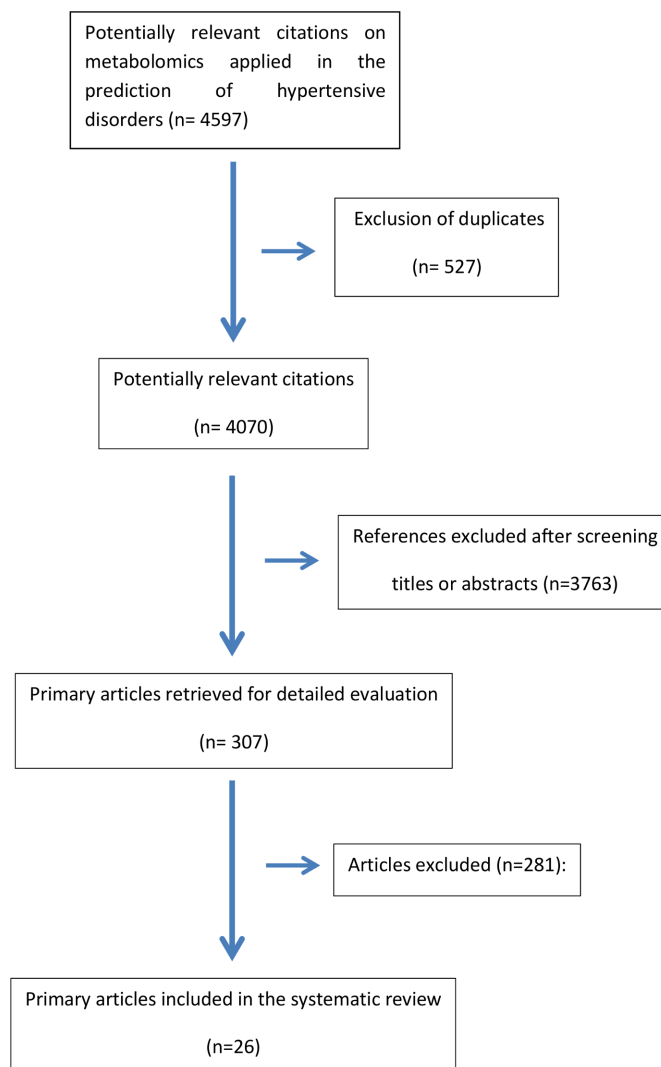 Potentially relevant citations on
metabolomics applied in the
prediction of hypertensive
disorders (n= 4597)
Exclusion of duplicates
(n= 527)
Potentially relevant citations
(n= 4070)
References excluded after screening
titles or abstracts (n=3763)
Primary articles retrieved for detailed evaluation
(n= 307)
Articles excluded (n=281):
Primary articles included in the systematic review
(n=26)